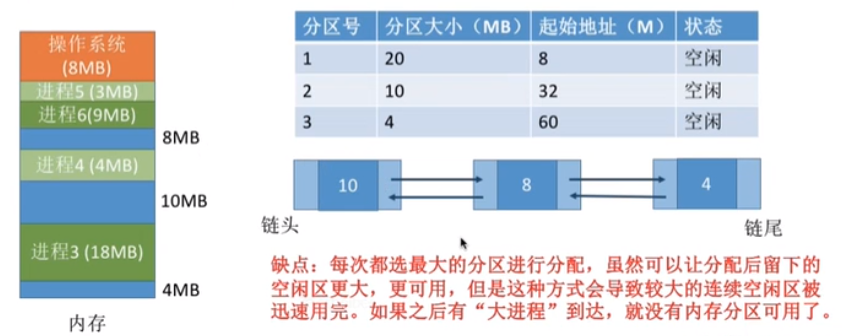 操作系统
(8MB)
进程5 (3MB)
进程6(9MB)
8MB
进程4 (4MB)
10MB
进程3 (18MB)
4MB
内存
分区号 分区大小（MB） 起始地址（M） 状态
1 20 8 空闲
2 10 32 空闲
3 4 60 空闲
10 8 4
链头 链尾
缺点：每次都选最大的分区进行分配，虽然可以让分配后留下的
空闲区更大，更可用，但是这种方式会导致较大的连续空闲区被
迅速用完。如果之后有“大进程”到达，就没有内存分区可用了。